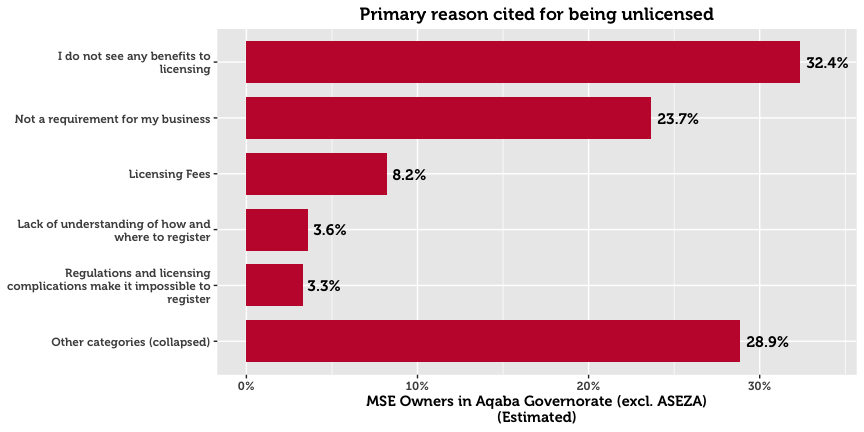 Primary reason cited for being unlicensed
I do not see any benefits to
licensing
32.4%
Not a requirement for my business
23.7%
Licensing Fees
8.2%
Lack of understanding of how and
where to register
3.6%
Regulations and licensing
complications make it impossible to
register
3.3%
Other categories (collapsed)
28.9%
0% 10% 20% 30%
MSE Owners in Aqaba Governorate (excl. ASEZA)
(Estimated)